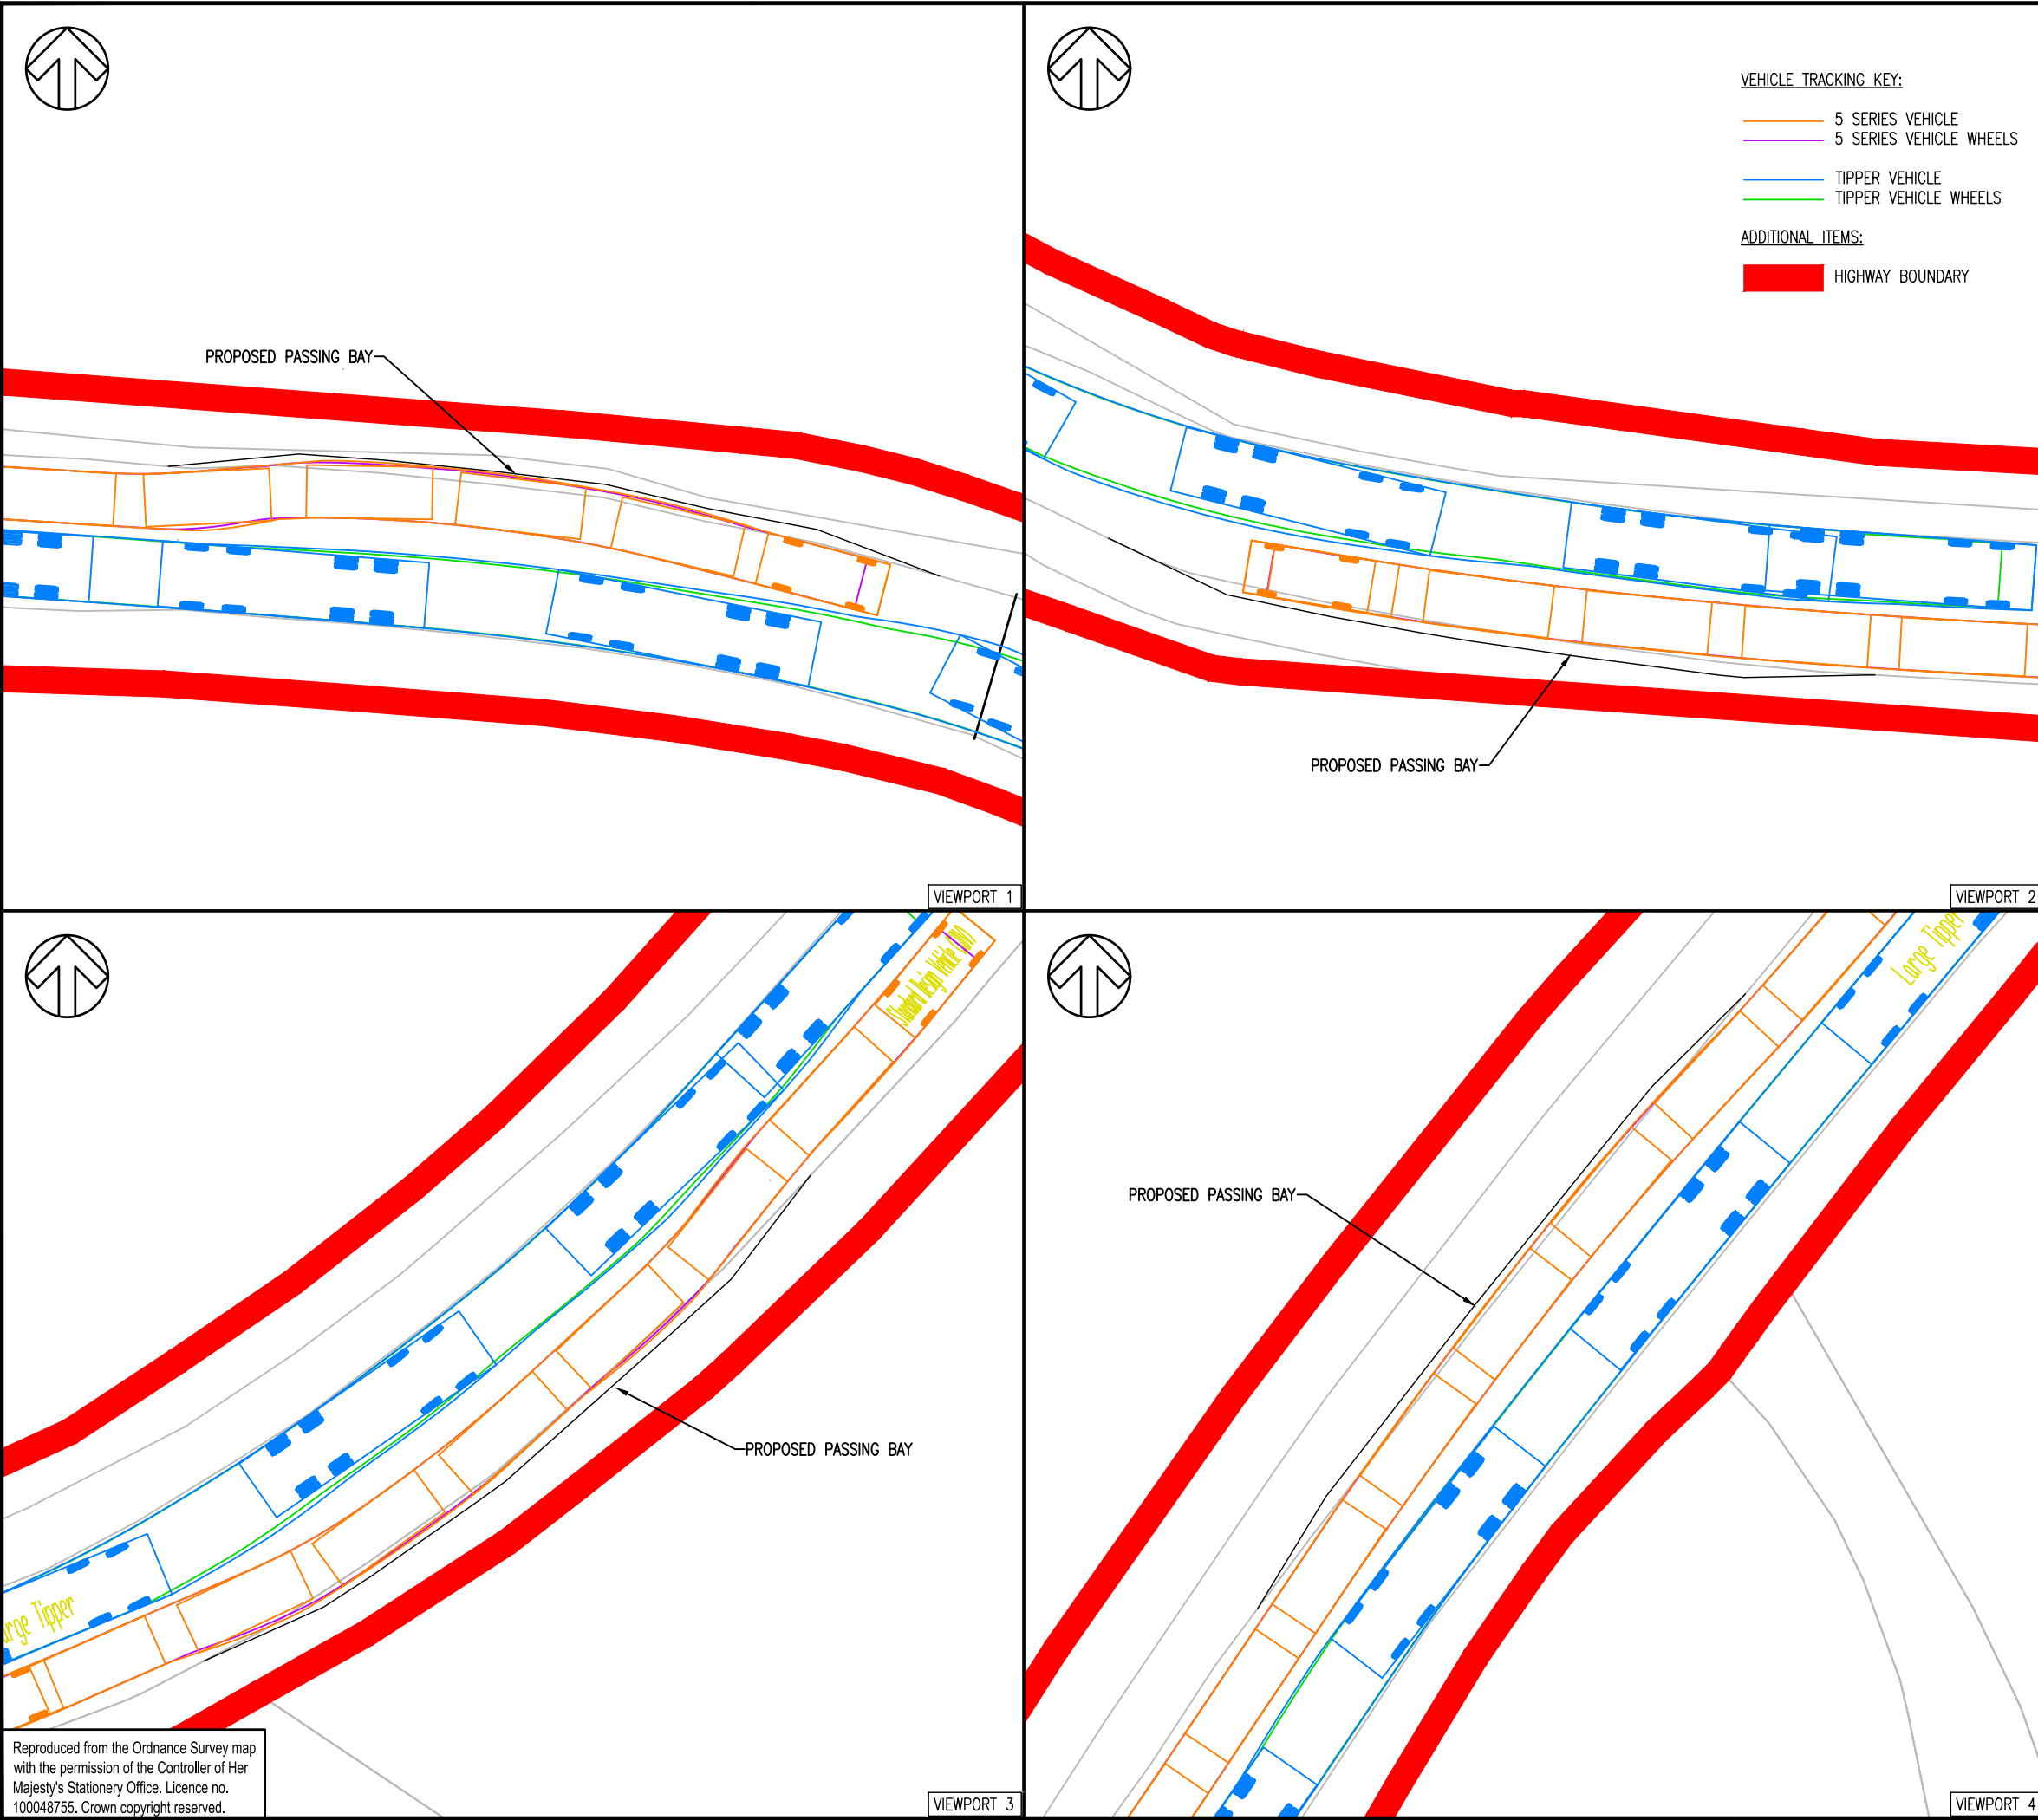 PROPOSED PASSING BAY
VIEWPORT 1
VEHICLE TRACKING KEY:
5 SERIES VEHICLE
5 SERIES VEHICLE WHEELS
TIPPER VEHICLE
TIPPER VEHICLE WHEELS
ADDITIONAL ITEMS:
HIGHWAY BOUNDARY
PROPOSED PASSING BAY
VIEWPORT 2
PROPOSED PASSING BAY
Tipper
Reproduced from the Ordnance Survey map
with the permission of the Controller of Her
Majesty's Stationery Office. Licence no.
100048755. Crown copyright reserved.
VIEWPORT 3
Large Tipper
PROPOSED PASSING BAY
VIEWPORT 4